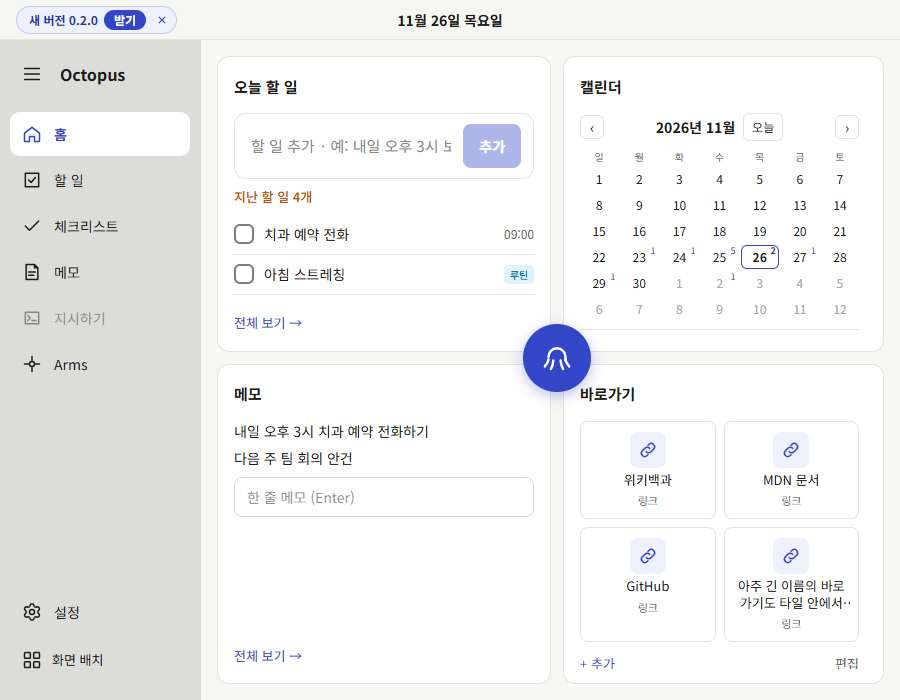 새 버전 0.2.0 받기 ×
11월 26일 목요일
Octopus
홈
할 일
체크리스트
메모
지시하기
Arms
설정
화면 배치
오늘 할 일
할 일 추가 · 예: 내일 오후 3시
추가
지난 할 일 4개
치과 예약 전화 09:00
아침 스트레칭 루틴
전체 보기 →
캘린더
‹ 2026년 11월 오늘 ›
일 월 화 수 목 금 토
1 2 3 4 5 6 7
8 9 10 11 12 13 14
15 16 17 18 19 20 21
22 23 1 24 1 25 5 26 2 27 1 28
29 1 30 1 2 1 3 4 5
6 7 8 9 10 11 12
메모
내일 오후 3시 치과 예약 전화하기
다음 주 팀 회의 안건
한 줄 메모 (Enter)
전체 보기 →
바로가기
위키백과
링크
MDN 문서
링크
GitHub
링크
아주 긴 이름의 바로
가기도 타일 안에서…
링크
+ 추가 편집